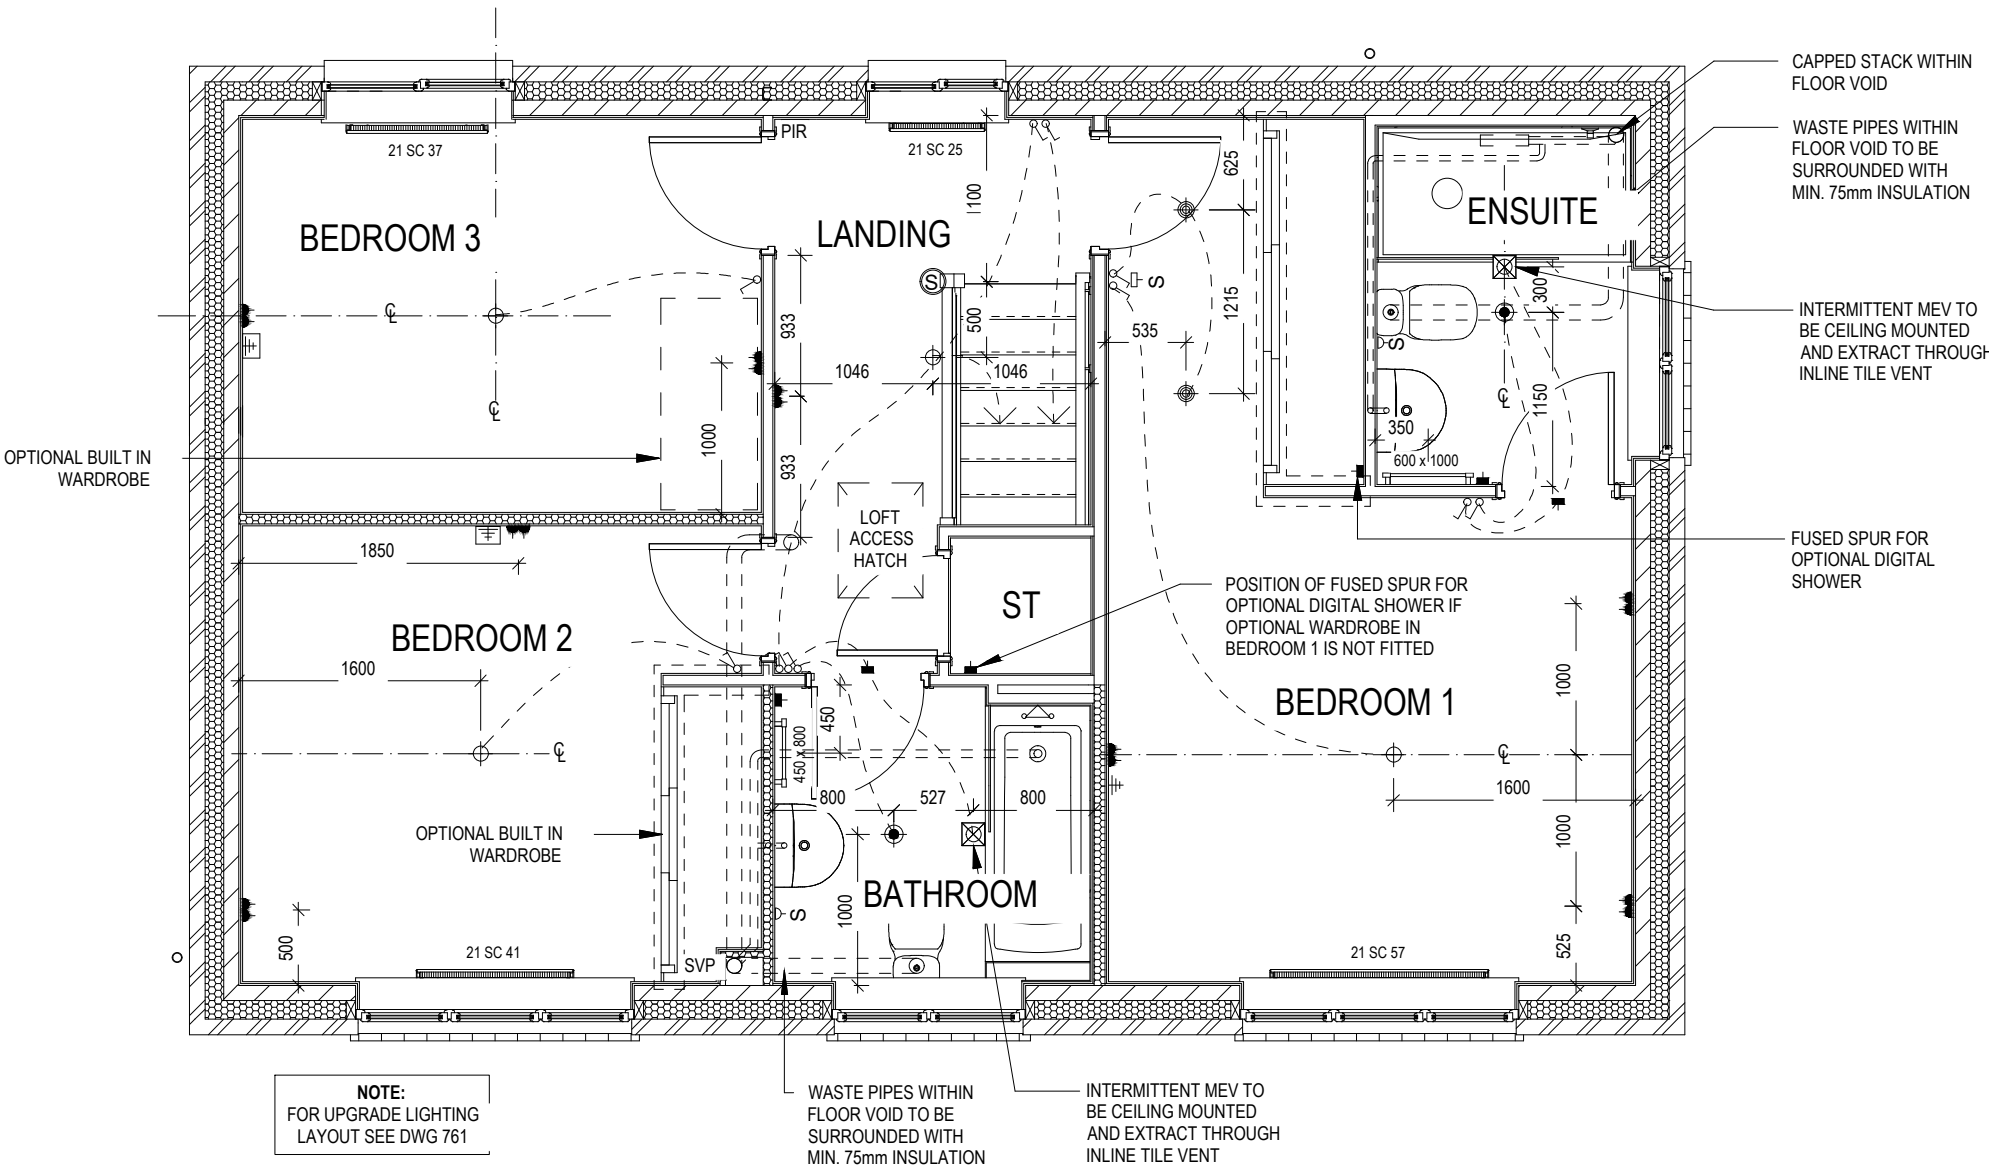 CAPPED STACK WITHIN
FLOOR VOID
WASTE PIPES WITHIN
FLOOR VOID TO BE
SURROUNDED WITH
MIN. 75mm INSULATION
PIR
21 SC 37
21 SC 25
625
1100
BEDROOM 3
LANDING
ENSUITE
S
S
300
INTERMITTENT MEV TO
BE CEILING MOUNTED
AND EXTRACT THROUGH
INLINE TILE VENT
℄
933
500
535
1215
S
1046
1046
℄
℄
1150
350
1000
933
600 x 1000
OPTIONAL BUILT IN
WARDROBE
LOFT
ACCESS
HATCH
1850
FUSED SPUR FOR
OPTIONAL DIGITAL
SHOWER
POSITION OF FUSED SPUR FOR
OPTIONAL DIGITAL SHOWER IF
OPTIONAL WARDROBE IN
BEDROOM 1 IS NOT FITTED
ST
BEDROOM 2
1600
1000
BEDROOM 1
450
450 x 800
℄
℄
1600
800
527
800
OPTIONAL BUILT IN
WARDROBE
1000
BATHROOM
1000
S
500
525
21 SC 41
SVP
21 SC 57
NOTE:
FOR UPGRADE LIGHTING
LAYOUT SEE DWG 761
WASTE PIPES WITHIN
FLOOR VOID TO BE
SURROUNDED WITH
MIN. 75mm INSULATION
INTERMITTENT MEV TO
BE CEILING MOUNTED
AND EXTRACT THROUGH
INLINE TILE VENT